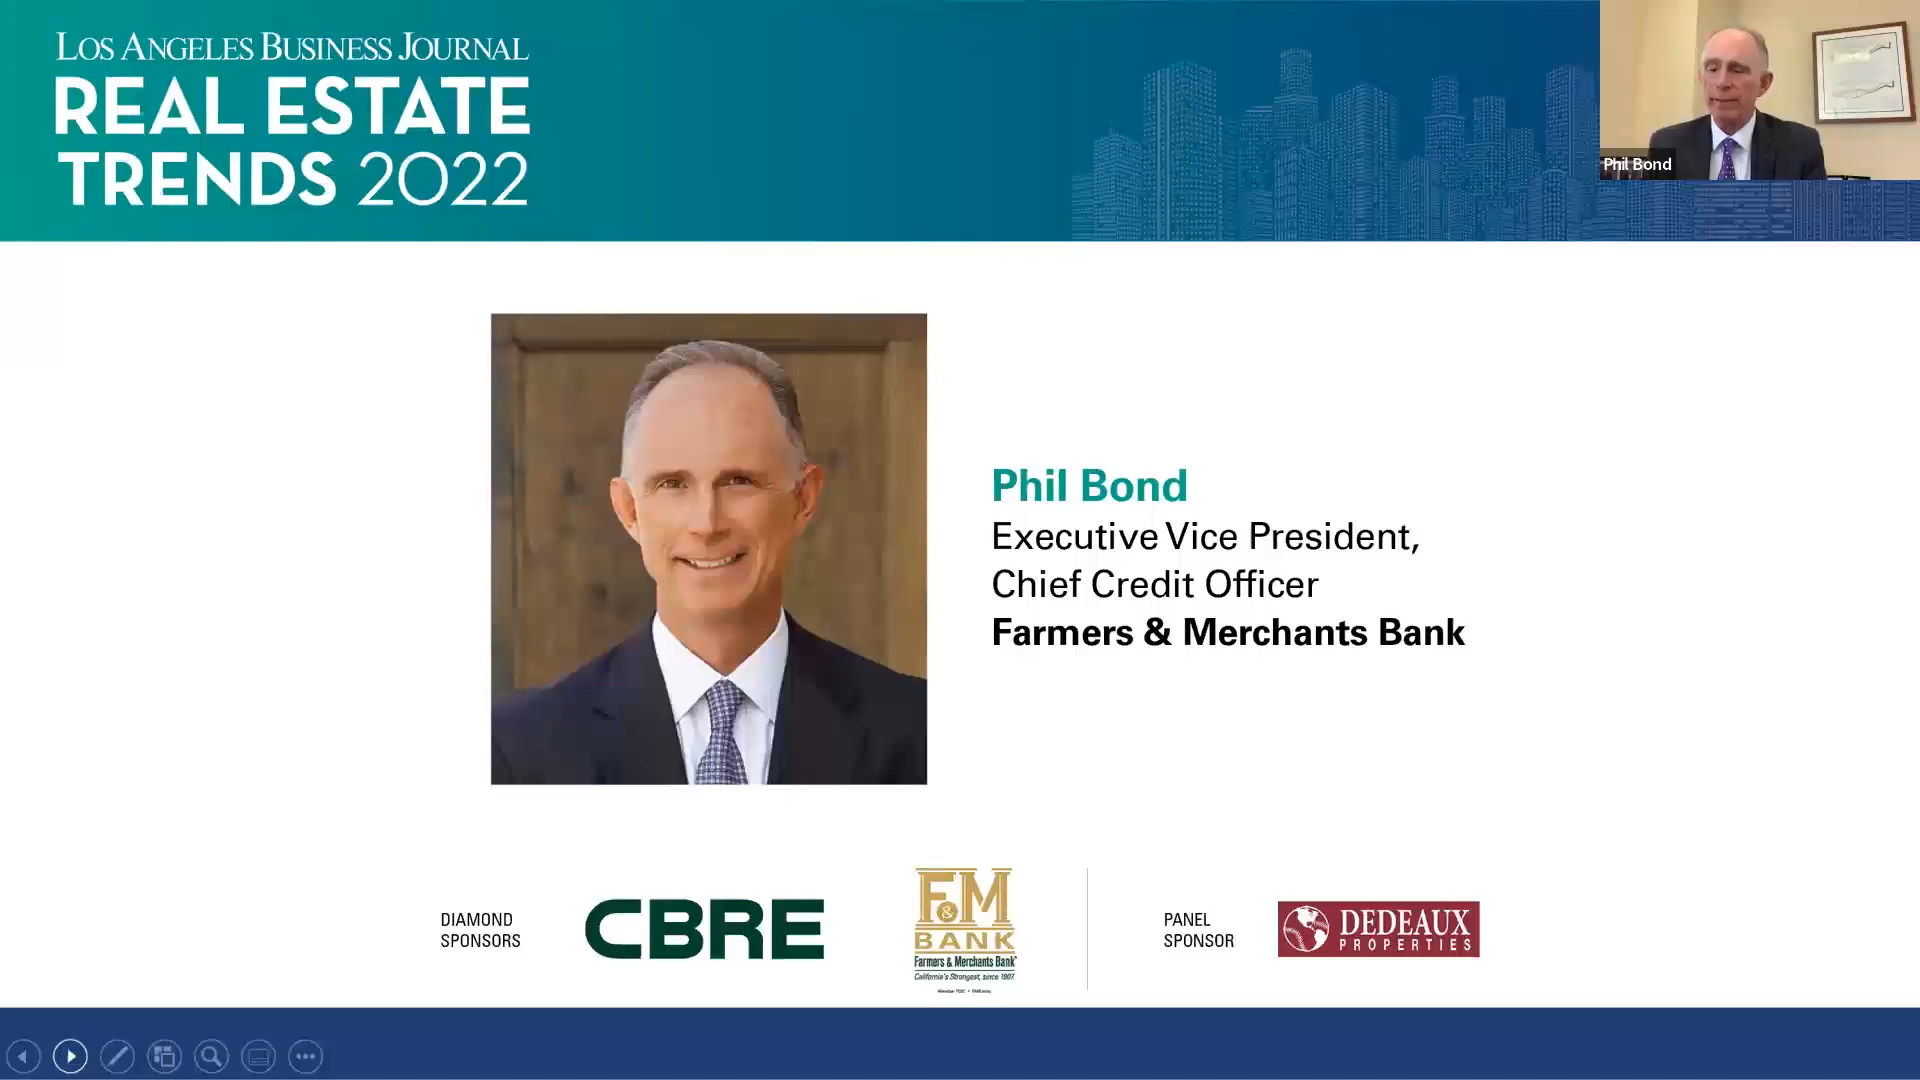 LOS ANGELES BUSINESS JOURNAL
REAL ESTATE
TRENDS 2022
Phil Bond
Phil Bond
Executive Vice President,
Chief Credit Officer
Farmers & Merchants Bank
DIAMOND
SPONSORS
CBRE
F&M
BANK
Farmers & Merchants Bank
California's Strongest, since 1907.
PANEL
SPONSOR
DEDEAUX
PROPERTIES